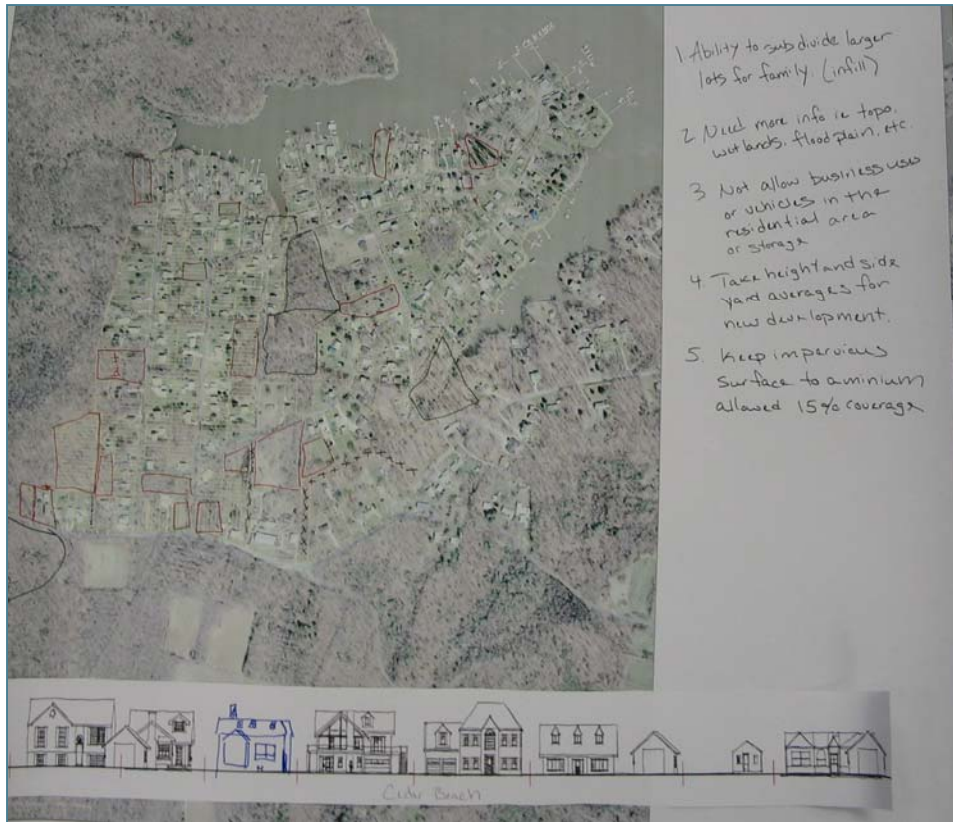 1. Ability to subdivide larger
lots for family. (infill)
2 Need more info ie topo.
wetlands, flood plain, etc.
3 Not allow business uses
or vehicles in the
residential area
or storage
4. Take height and side
yard averages for
new development.
5. Keep impervious
surface to a minium
allowed 15% coverage
Cedar Beach